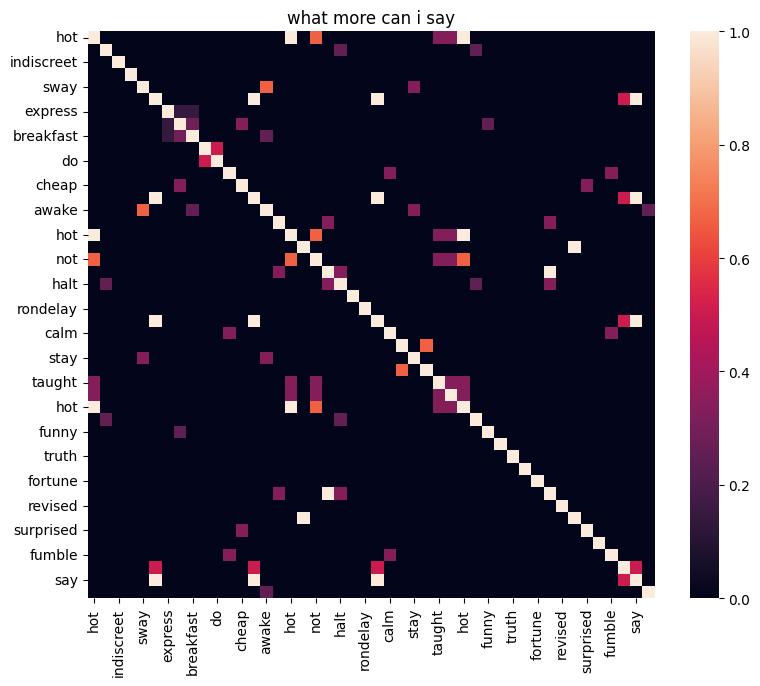 what more can i say
hot
indiscreet
sway
express
breakfast
do
cheap
awake
hot
not
halt
rondelay
calm
stay
taught
hot
funny
truth
fortune
revised
surprised
fumble
say
1.0
0.8
0.6
0.4
0.2
0.0
hot
indiscreet
sway
express
breakfast
do
cheap
awake
hot
not
halt
rondelay
calm
stay
taught
hot
funny
truth
fortune
revised
surprised
fumble
say